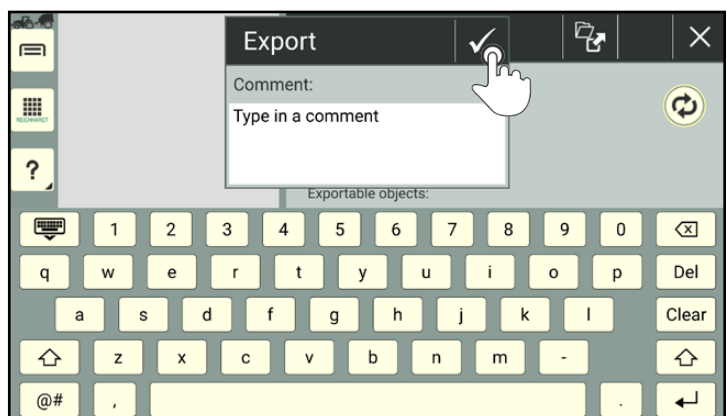 Export
Comment:
Type in a comment
REICHHARDT
?
Exportable objects:
1 2 3 4 5 6 7 8 9 0
q w e r t y u i o p Del
a s d f g h j k l Clear
z x c v b n m -
@# , .